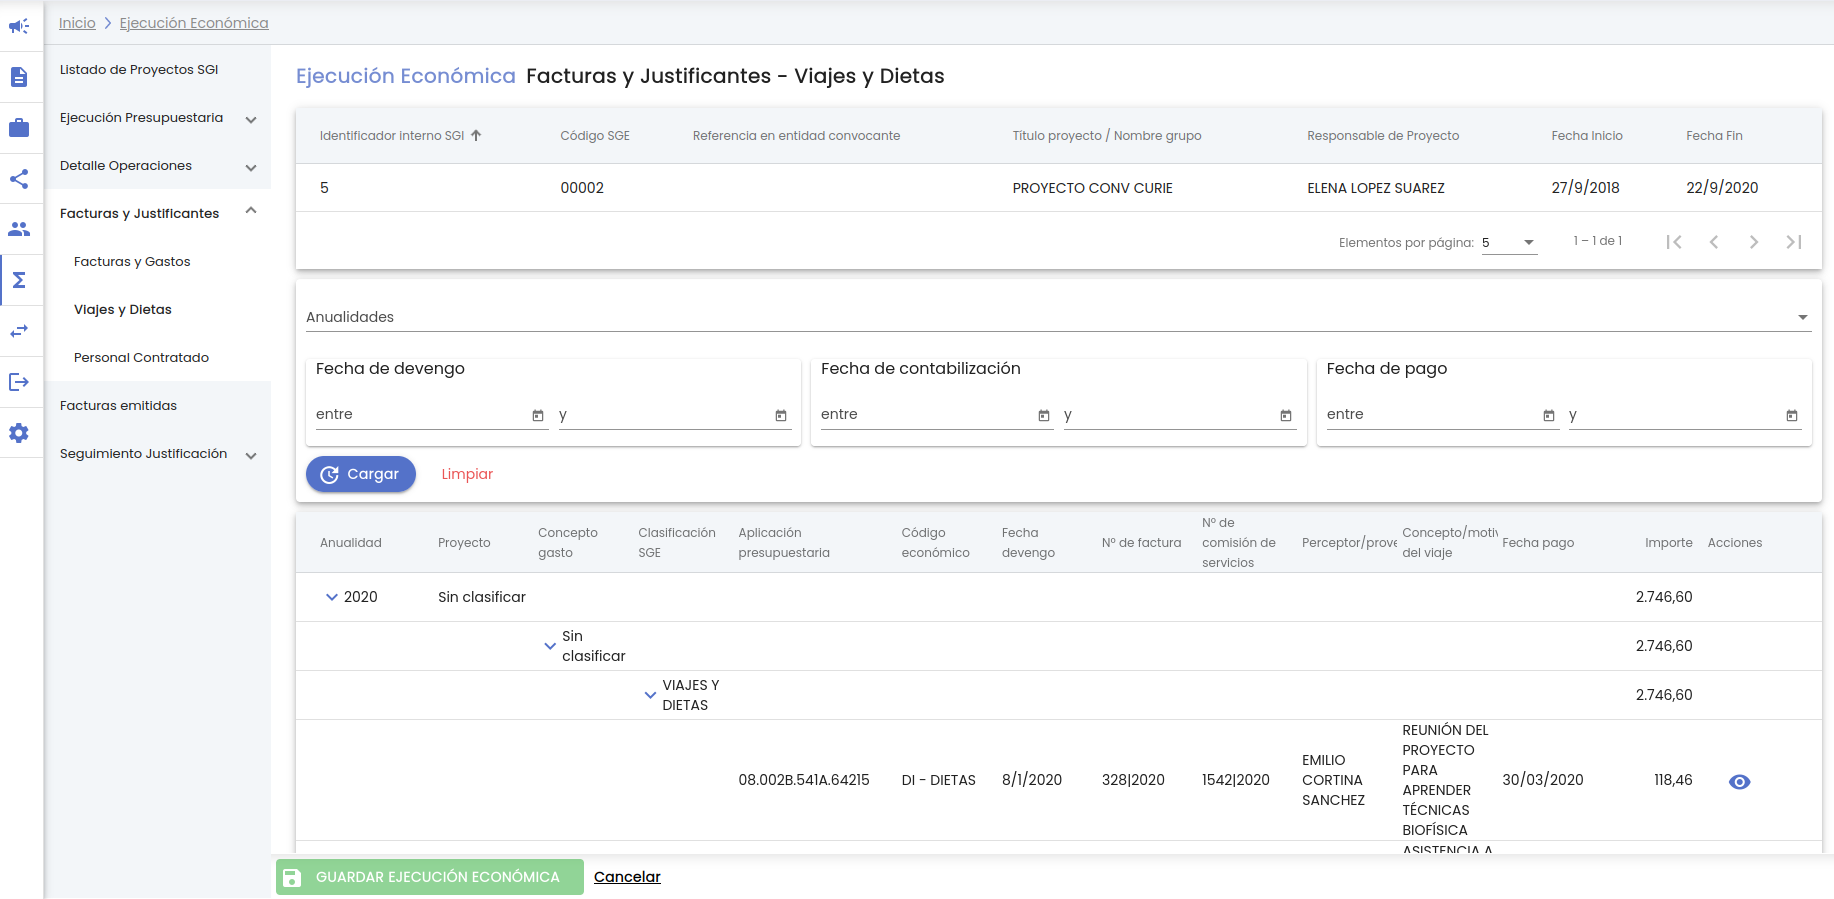 Inicio > Ejecución Económica
Listado de Proyectos SGI
Ejecución Presupuestaria
Detalle Operaciones
Facturas y Justificantes
Facturas y Gastos
Viajes y Dietas
Personal Contratado
Facturas emitidas
Seguimiento Justificación
Ejecución Económica Facturas y Justificantes - Viajes y Dietas
Identificador interno SGI Código SGE Referencia en entidad convocante Título proyecto / Nombre grupo Responsable de Proyecto Fecha Inicio Fecha Fin
5 00002 PROYECTO CONV CURIE ELENA LOPEZ SUAREZ 27/9/2018 22/9/2020
Elementos por página: 5 1 – 1 de 1
Anualidades
Fecha de devengo Fecha de contabilización Fecha de pago
entre y entre y entre y
Cargar Limpiar
Anualidad
Proyecto
Concepto
gasto
Clasificación
SGE
Aplicación
presupuestaria
Código
económico
Fecha
devengo
Nº de factura
Nº de
comisión de
servicios
Perceptor/prove
Concepto/motiv
del viaje
Fecha pago
Importe
Acciones
2020 Sin clasificar 2.746,60
Sin
clasificar
2.746,60
VIAJES Y
DIETAS
2.746,60
08.002B.541A.64215
DI - DIETAS
8/1/2020
328|2020
1542|2020
EMILIO
CORTINA
SANCHEZ
REUNIÓN DEL
PROYECTO
PARA
APRENDER
TÉCNICAS
BIOFÍSICA
30/03/2020
118,46
ASISTENCIA A
GUARDAR EJECUCIÓN ECONÓMICA Cancelar